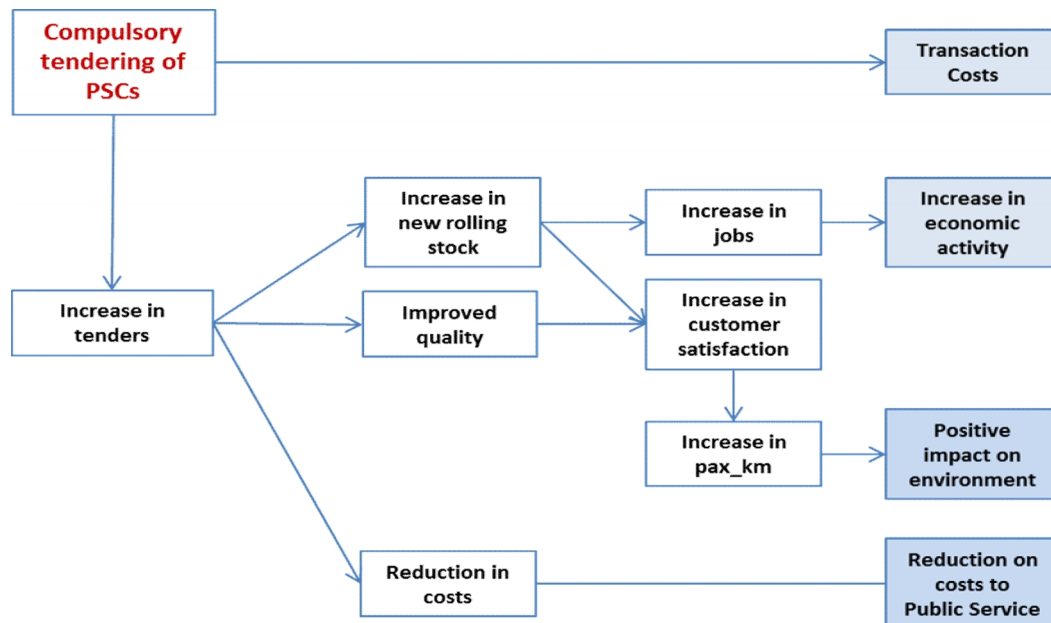 Compulsory
tendering of
PSCs
Transaction
Costs
Increase in
new rolling
stock
Increase in
jobs
Increase in
economic
activity
Increase in
tenders
Improved
quality
Increase in
customer
satisfaction
Increase in
pax_km
Positive
impact on
environment
Reduction in
costs
Reduction on
costs to
Public Service